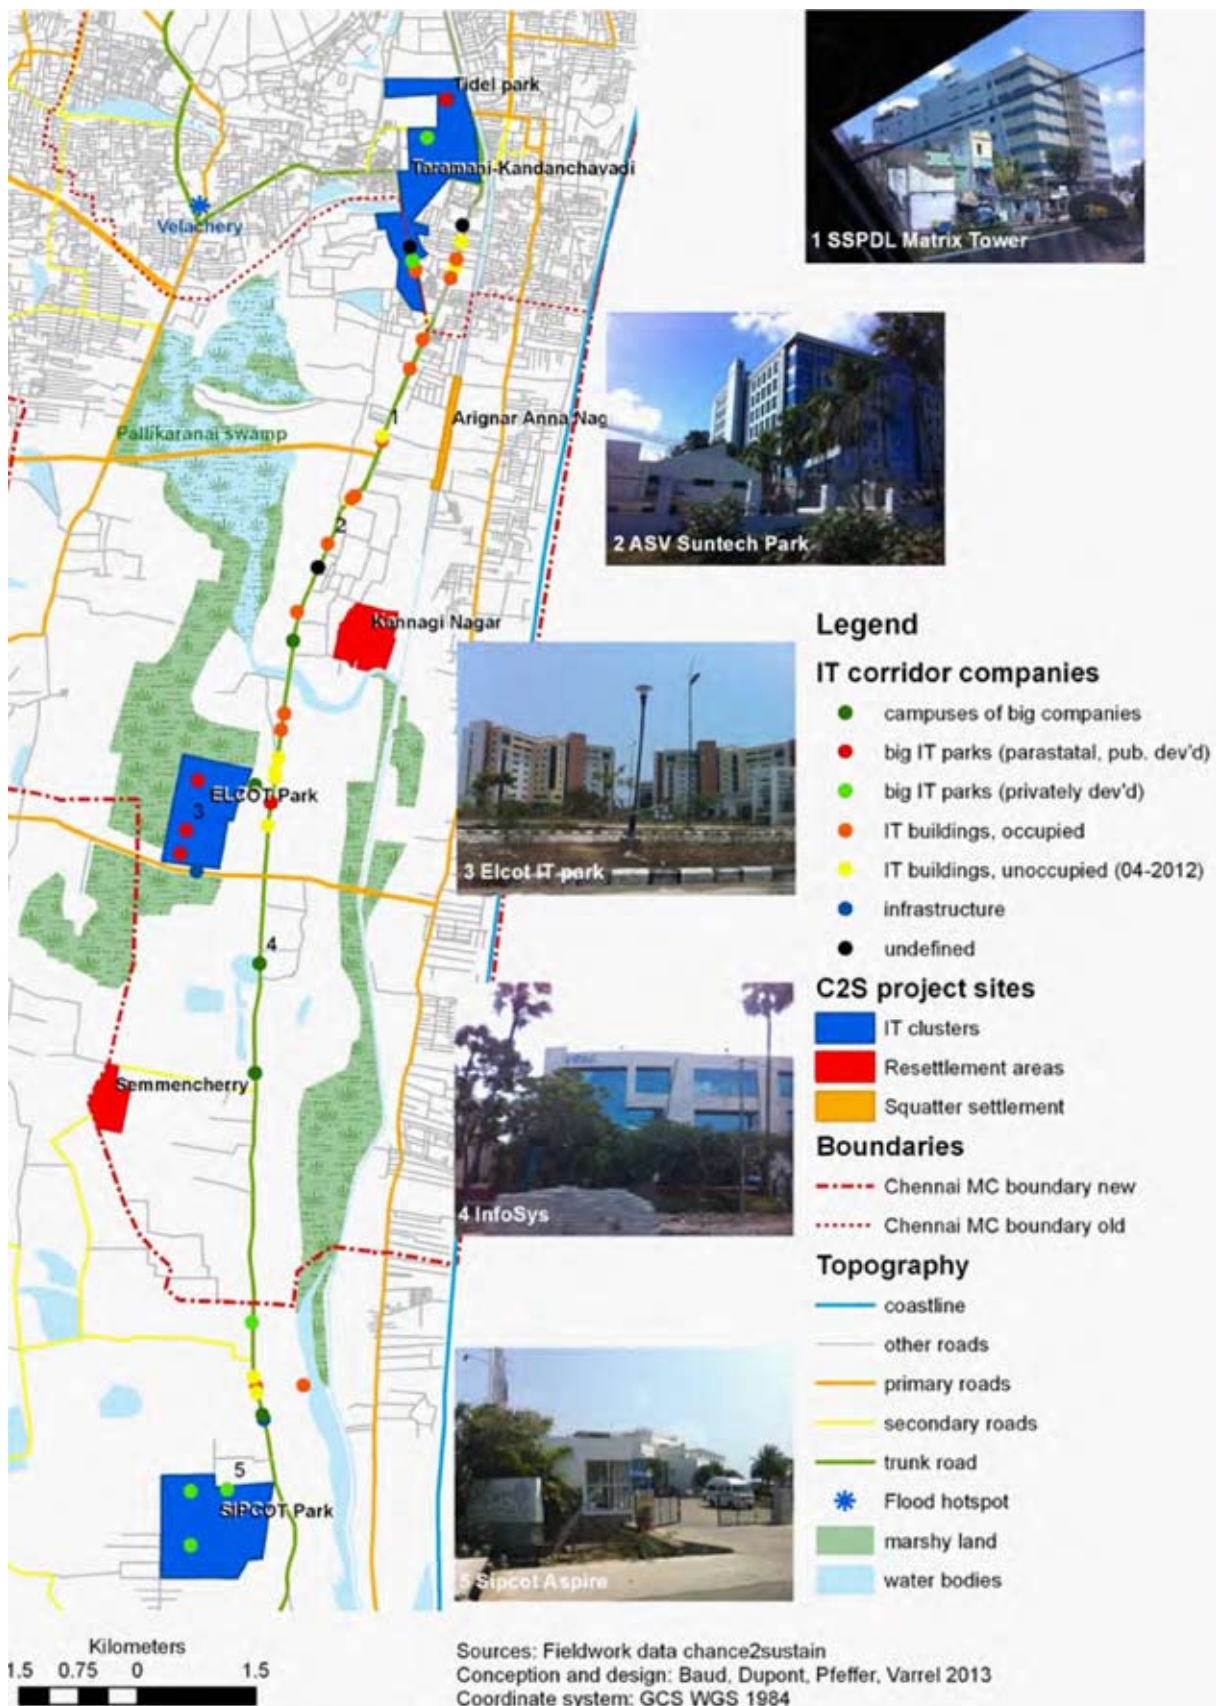 Tidel park
Taramani-Kandanchavadi
Velachery
1 SSPDL Matrix Tower
1
Arignar Anna Nag
Pallikaranai swamp
2
2 ASV Suntech Park
Kannagi Nagar
ELCOT Park
3
3 Elcot IT park
4
Semmencherry
4 InfoSys
5
SIPCOT Park
5 Sipcot Aspire
Legend
IT corridor companies
campuses of big companies
big IT parks (parastatal, pub. dev'd)
big IT parks (privately dev'd)
IT buildings, occupied
IT buildings, unoccupied (04-2012)
infrastructure
undefined
C2S project sites
IT clusters
Resettlement areas
Squatter settlement
Boundaries
Chennai MC boundary new
Chennai MC boundary old
Topography
coastline
other roads
primary roads
secondary roads
trunk road
Flood hotspot
marshy land
water bodies
Kilometers
1.5 0.75 0 1.5
Sources: Fieldwork data chance2sustain
Conception and design: Baud, Dupont, Pfeffer, Varrel 2013
Coordinate system: GCS WGS 1984